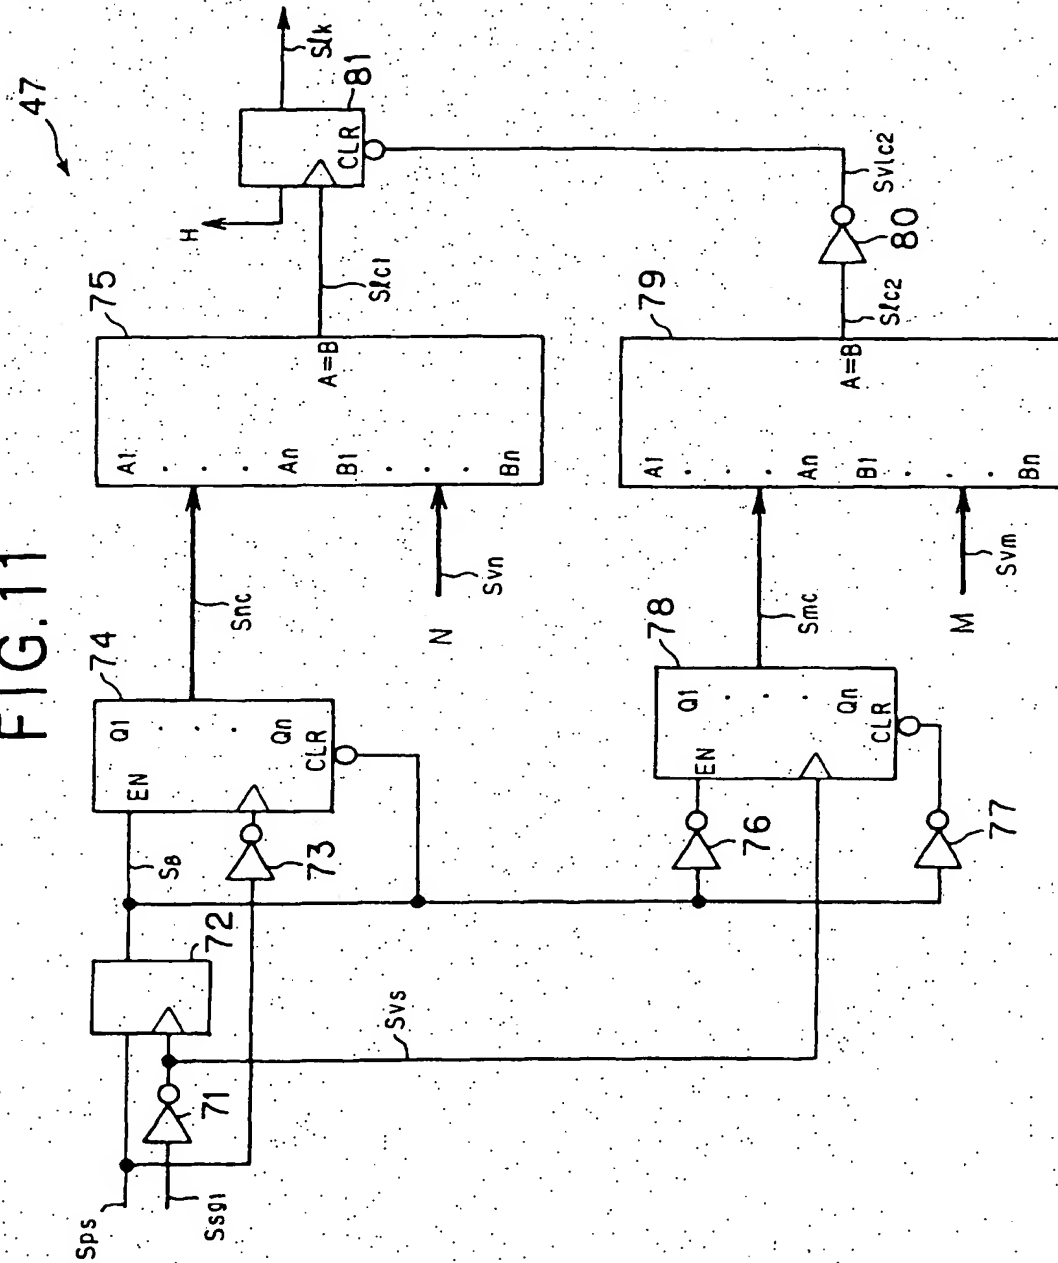 FIG.11
47
Sps
Ssg1
71
72
Svs
S8
73
74
EN
Q1
Qn
CLR
Snc
N
Svn
75
A1
An
B1
Bn
A=B
Slc1
H
CLR
81
Slk
76
77
78
EN
Q1
Qn
CLR
Smc
M
Svm
79
A1
An
B1
Bn
A=B
Slc2
80
Svlc2